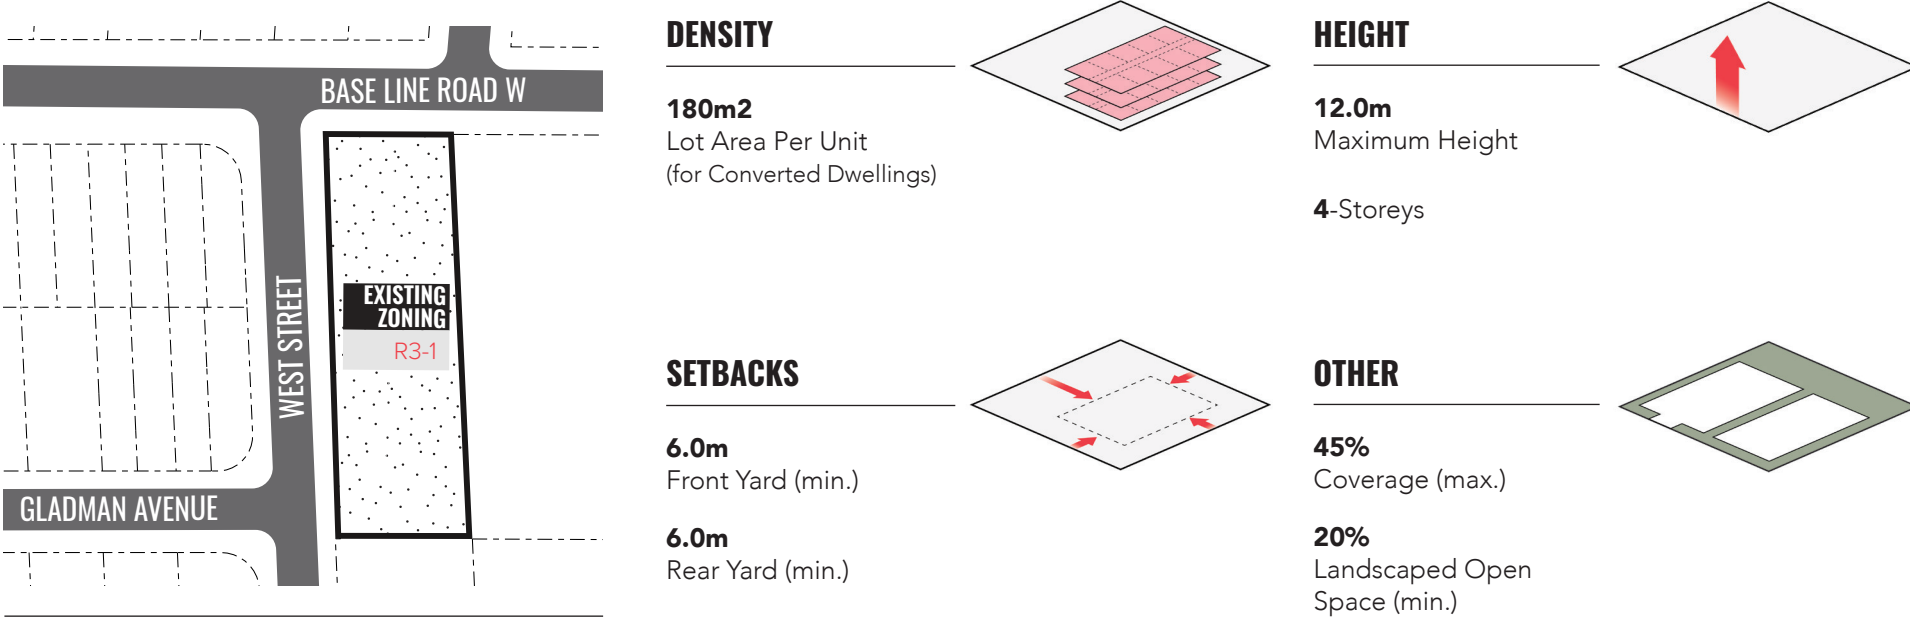 BASE LINE ROAD W
WEST STREET
EXISTING
ZONING
R3-1
GLADMAN AVENUE
DENSITY
180m2
Lot Area Per Unit
(for Converted Dwellings)
HEIGHT
12.0m
Maximum Height
4-Storeys
SETBACKS
6.0m
Front Yard (min.)
6.0m
Rear Yard (min.)
OTHER
45%
Coverage (max.)
20%
Landscaped Open
Space (min.)